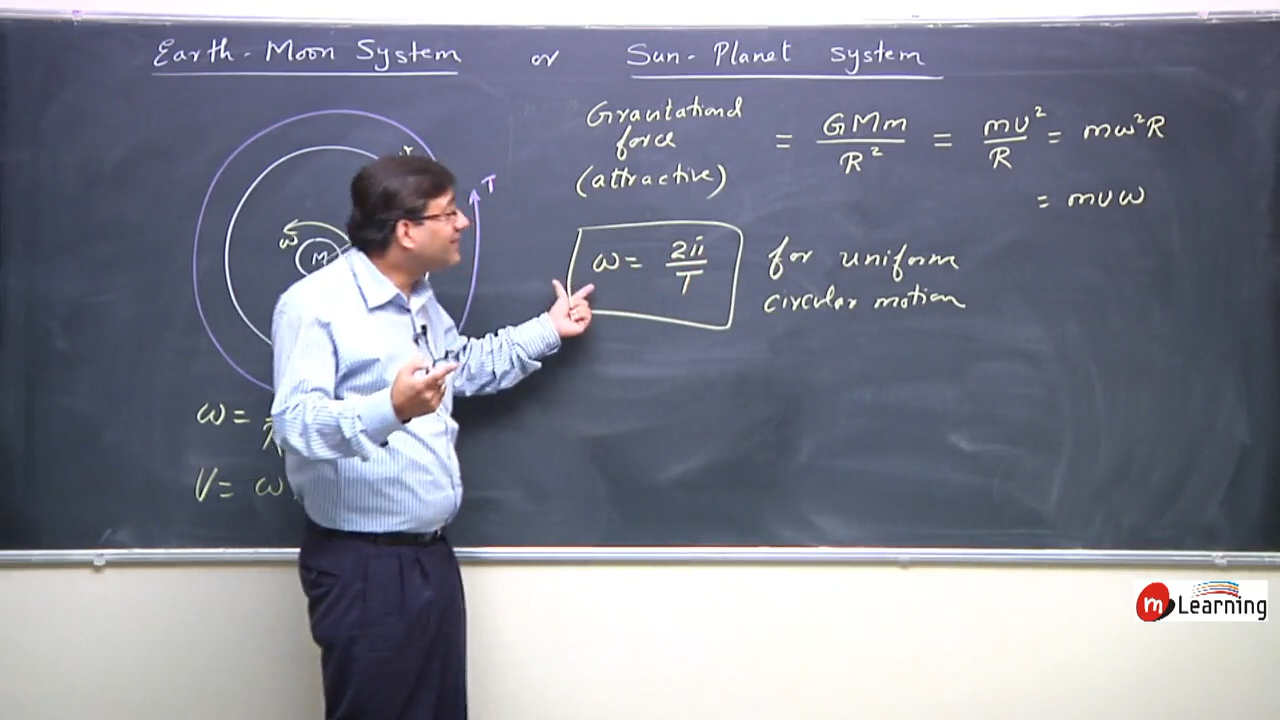 Earth-Moon System or Sun-Planet system
Gravitational force (attractive) = GMm/R² = mv²/R = mω²R
= mvω
ω = 2π/T for uniform circular motion
r
T
ω
M
ω =
V = ω
m Learning